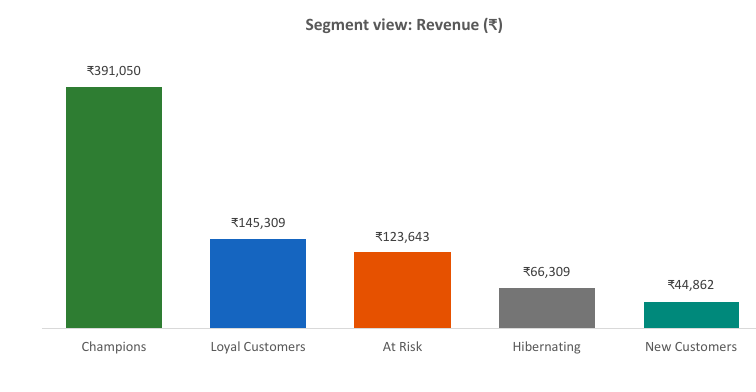 Segment view: Revenue (₹)
₹391,050
₹145,309
₹123,643
₹66,309
₹44,862
Champions
Loyal Customers
At Risk
Hibernating
New Customers